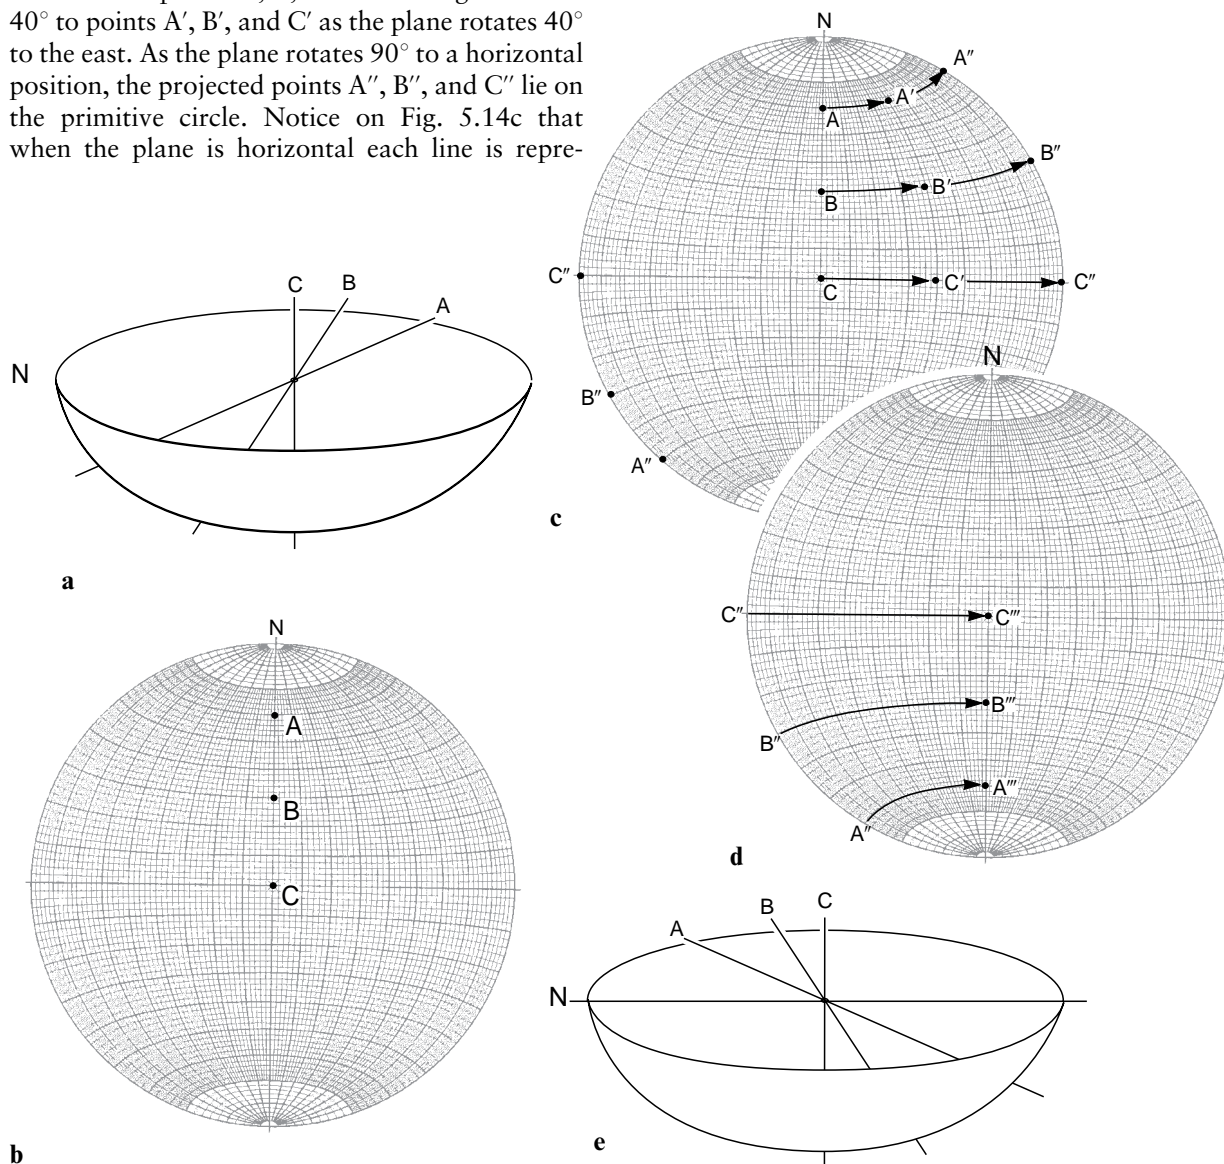 40° to points A′, B′, and C′ as the plane rotates 40°
to the east. As the plane rotates 90° to a horizontal
position, the projected points A″, B″, and C″ lie on
the primitive circle. Notice on Fig. 5.14c that
when the plane is horizontal each line is repre-
N
A″
A′
A
B″
B′
B
C″
C
C′
C″
B″
A″
c
C
B
A
N
a
N
C″
C‴
B‴
B″
A‴
A″
d
N
A
B
C
b
A
B
C
N
e